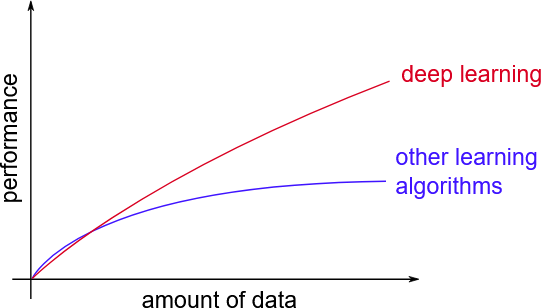 deep learning
performance
other learning
algorithms
amount of data